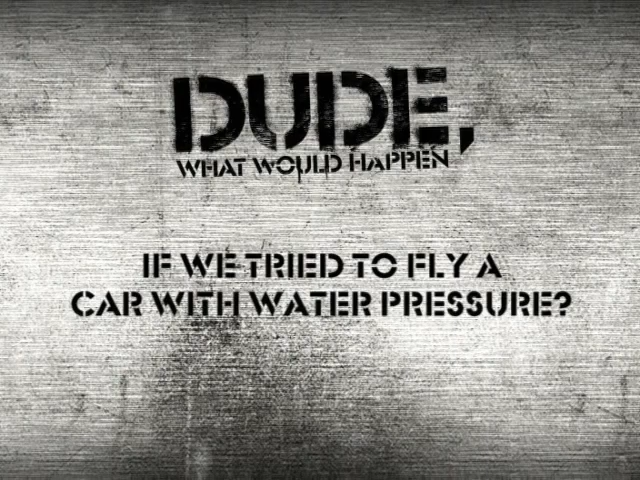 DUDE,
WHAT WOULD HAPPEN
IF WE TRIED TO FLY A
CAR WITH WATER PRESSURE?